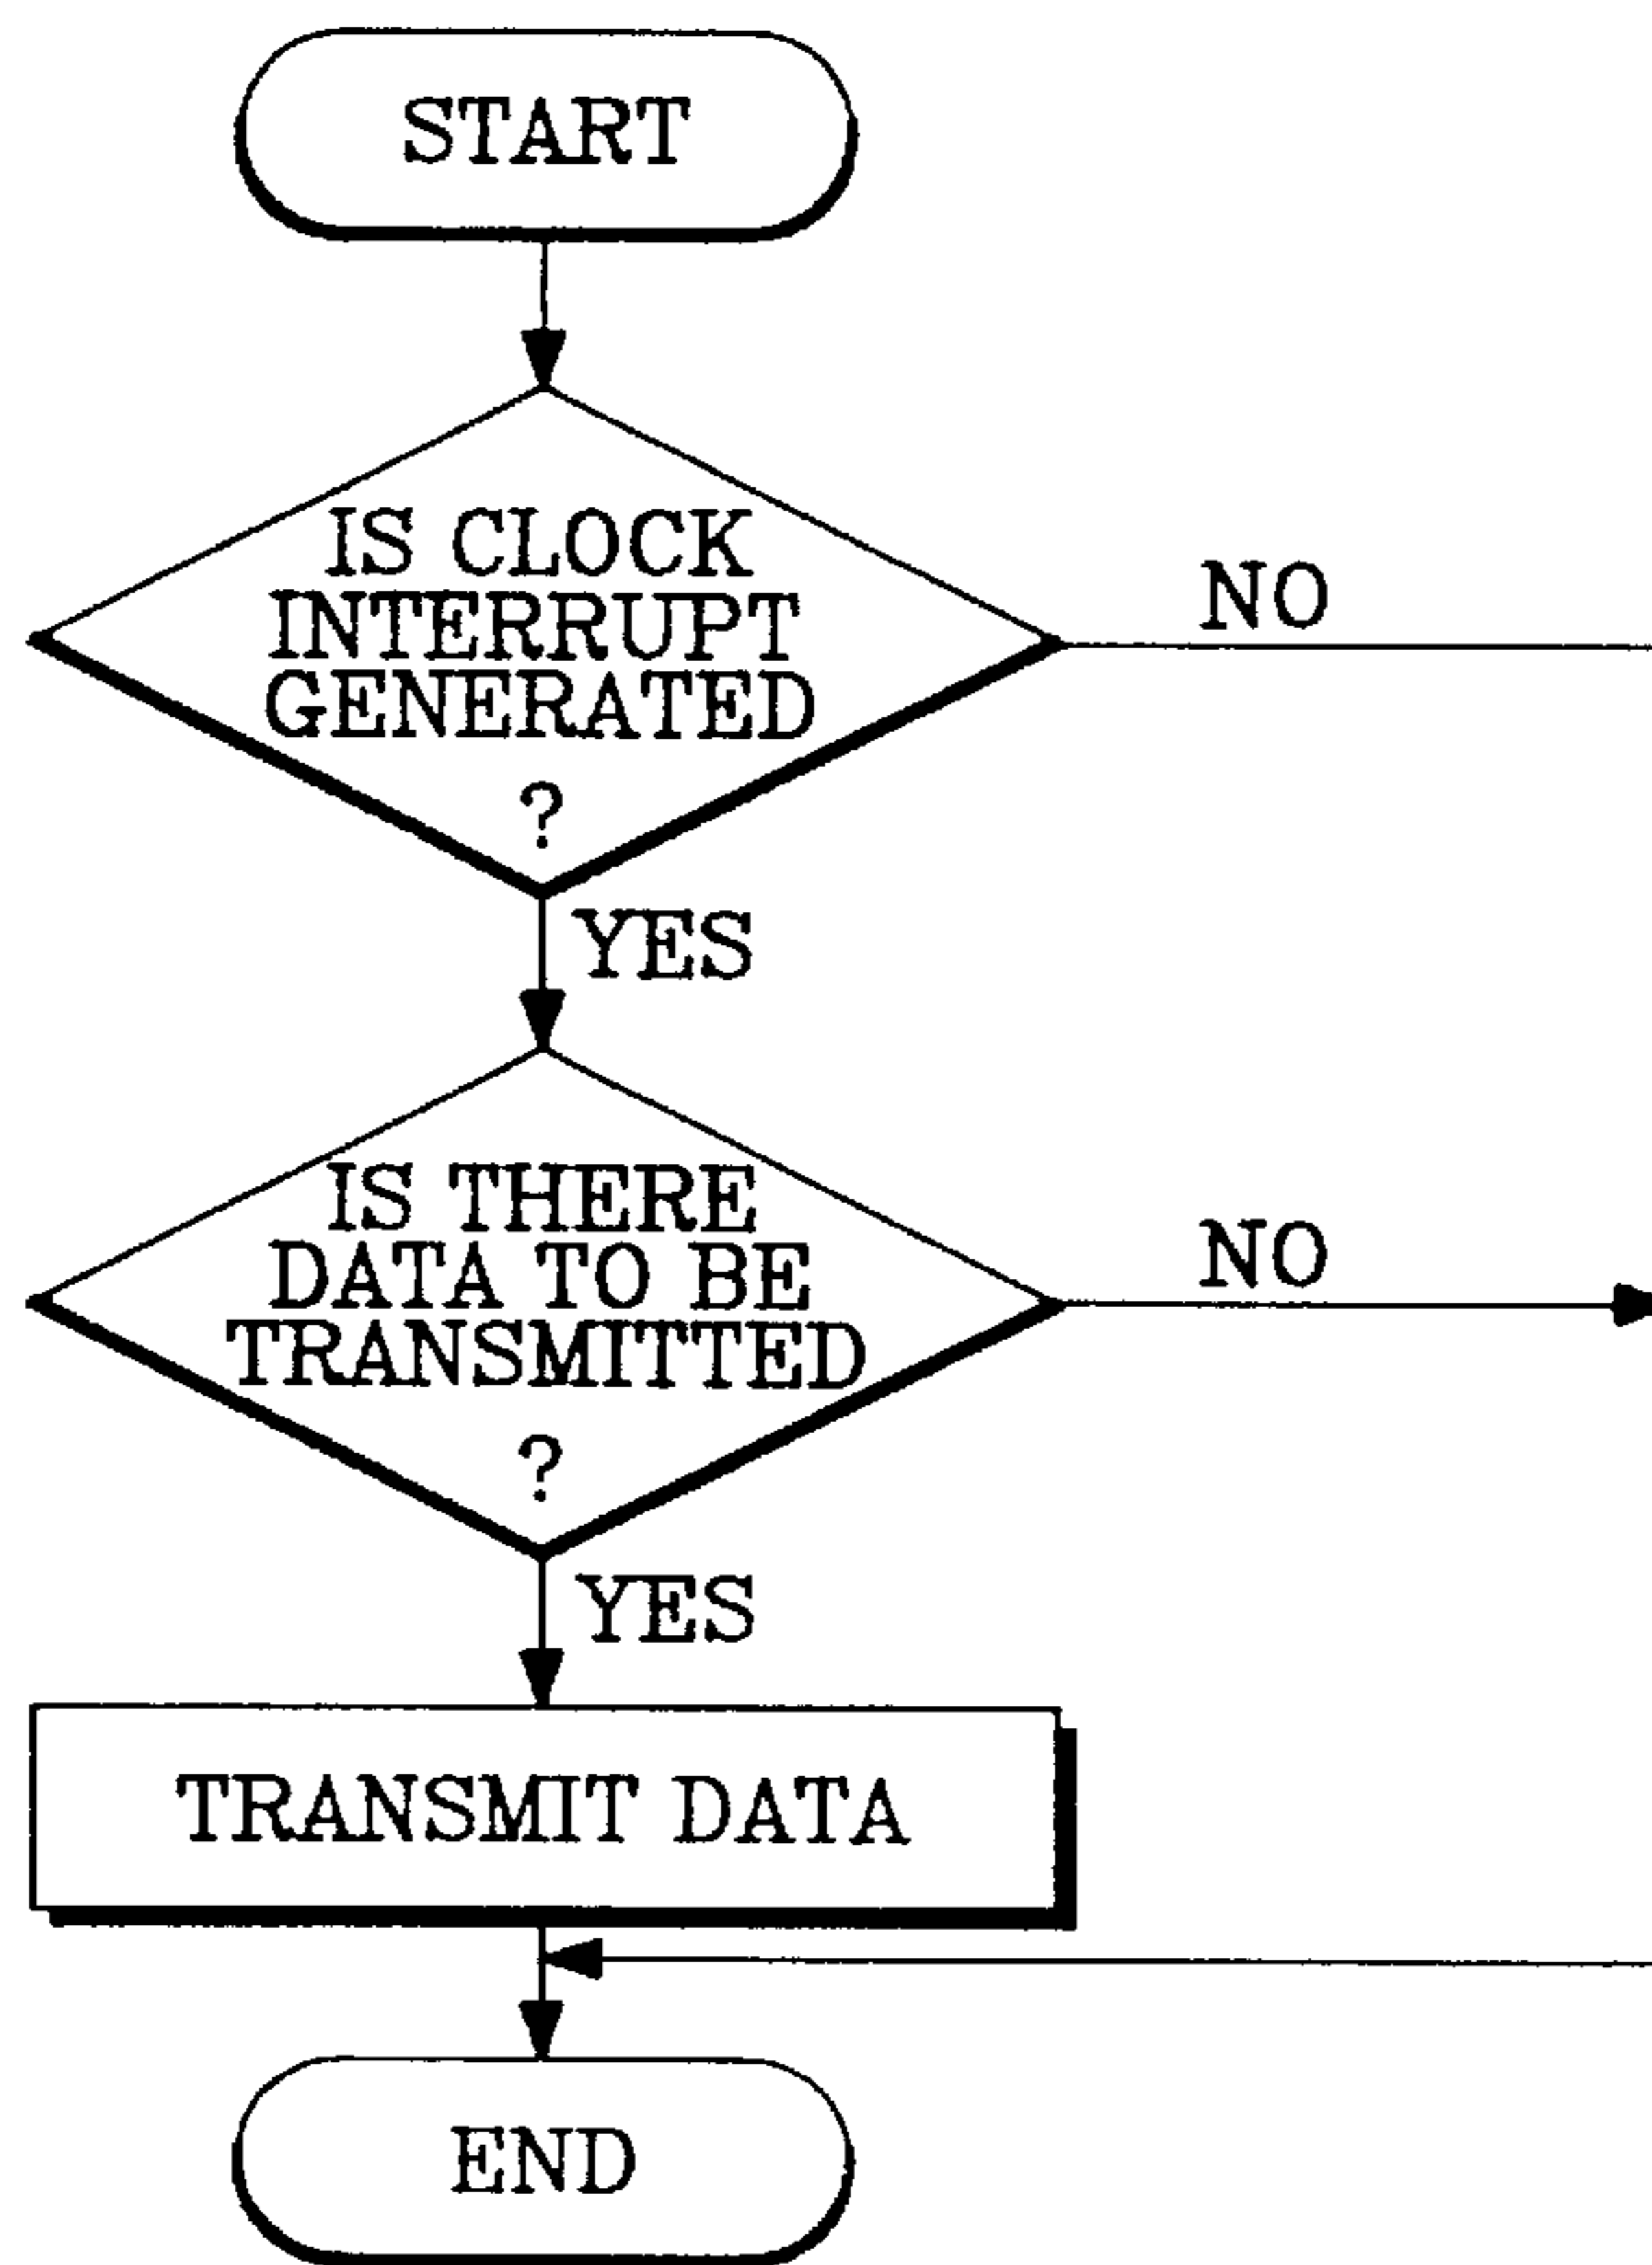 START
IS CLOCK
INTERRUPT
GENERATED
?
NO
YES
IS THERE
DATA TO BE
TRANSMITTED
?
NO
YES
TRANSMIT DATA
END